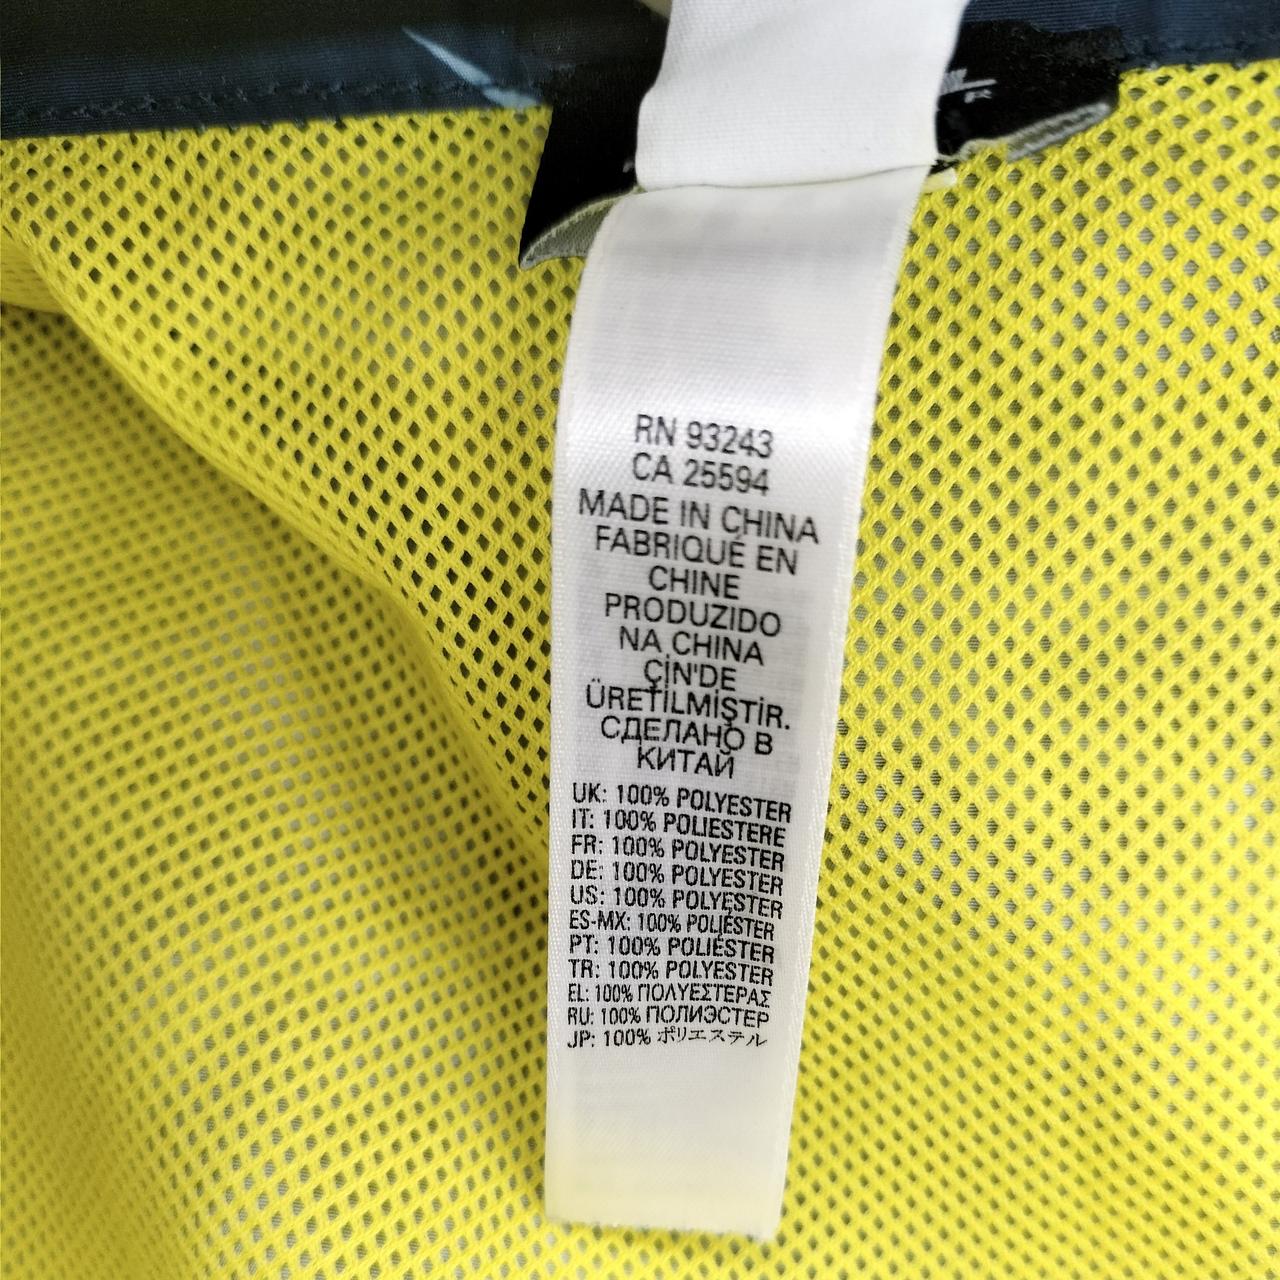 RN 93243
CA 25594
MADE IN CHINA
FABRIQUÉ EN
CHINE
PRODUZIDO
NA CHINA
ÇİN'DE
ÜRETİLMİŞTİR.
СДЕЛАНО В
КИТАЙ
UK: 100% POLYESTER
IT: 100% POLIESTERE
FR: 100% POLYESTER
DE: 100% POLYESTER
US: 100% POLYESTER
ES-MX: 100% POLIÉSTER
PT: 100% POLIÉSTER
TR: 100% POLYESTER
EL: 100% ΠΟΛΥΕΣΤΕΡΑΣ
RU: 100% ПОЛИЭСТЕР
JP: 100% ポリエステル